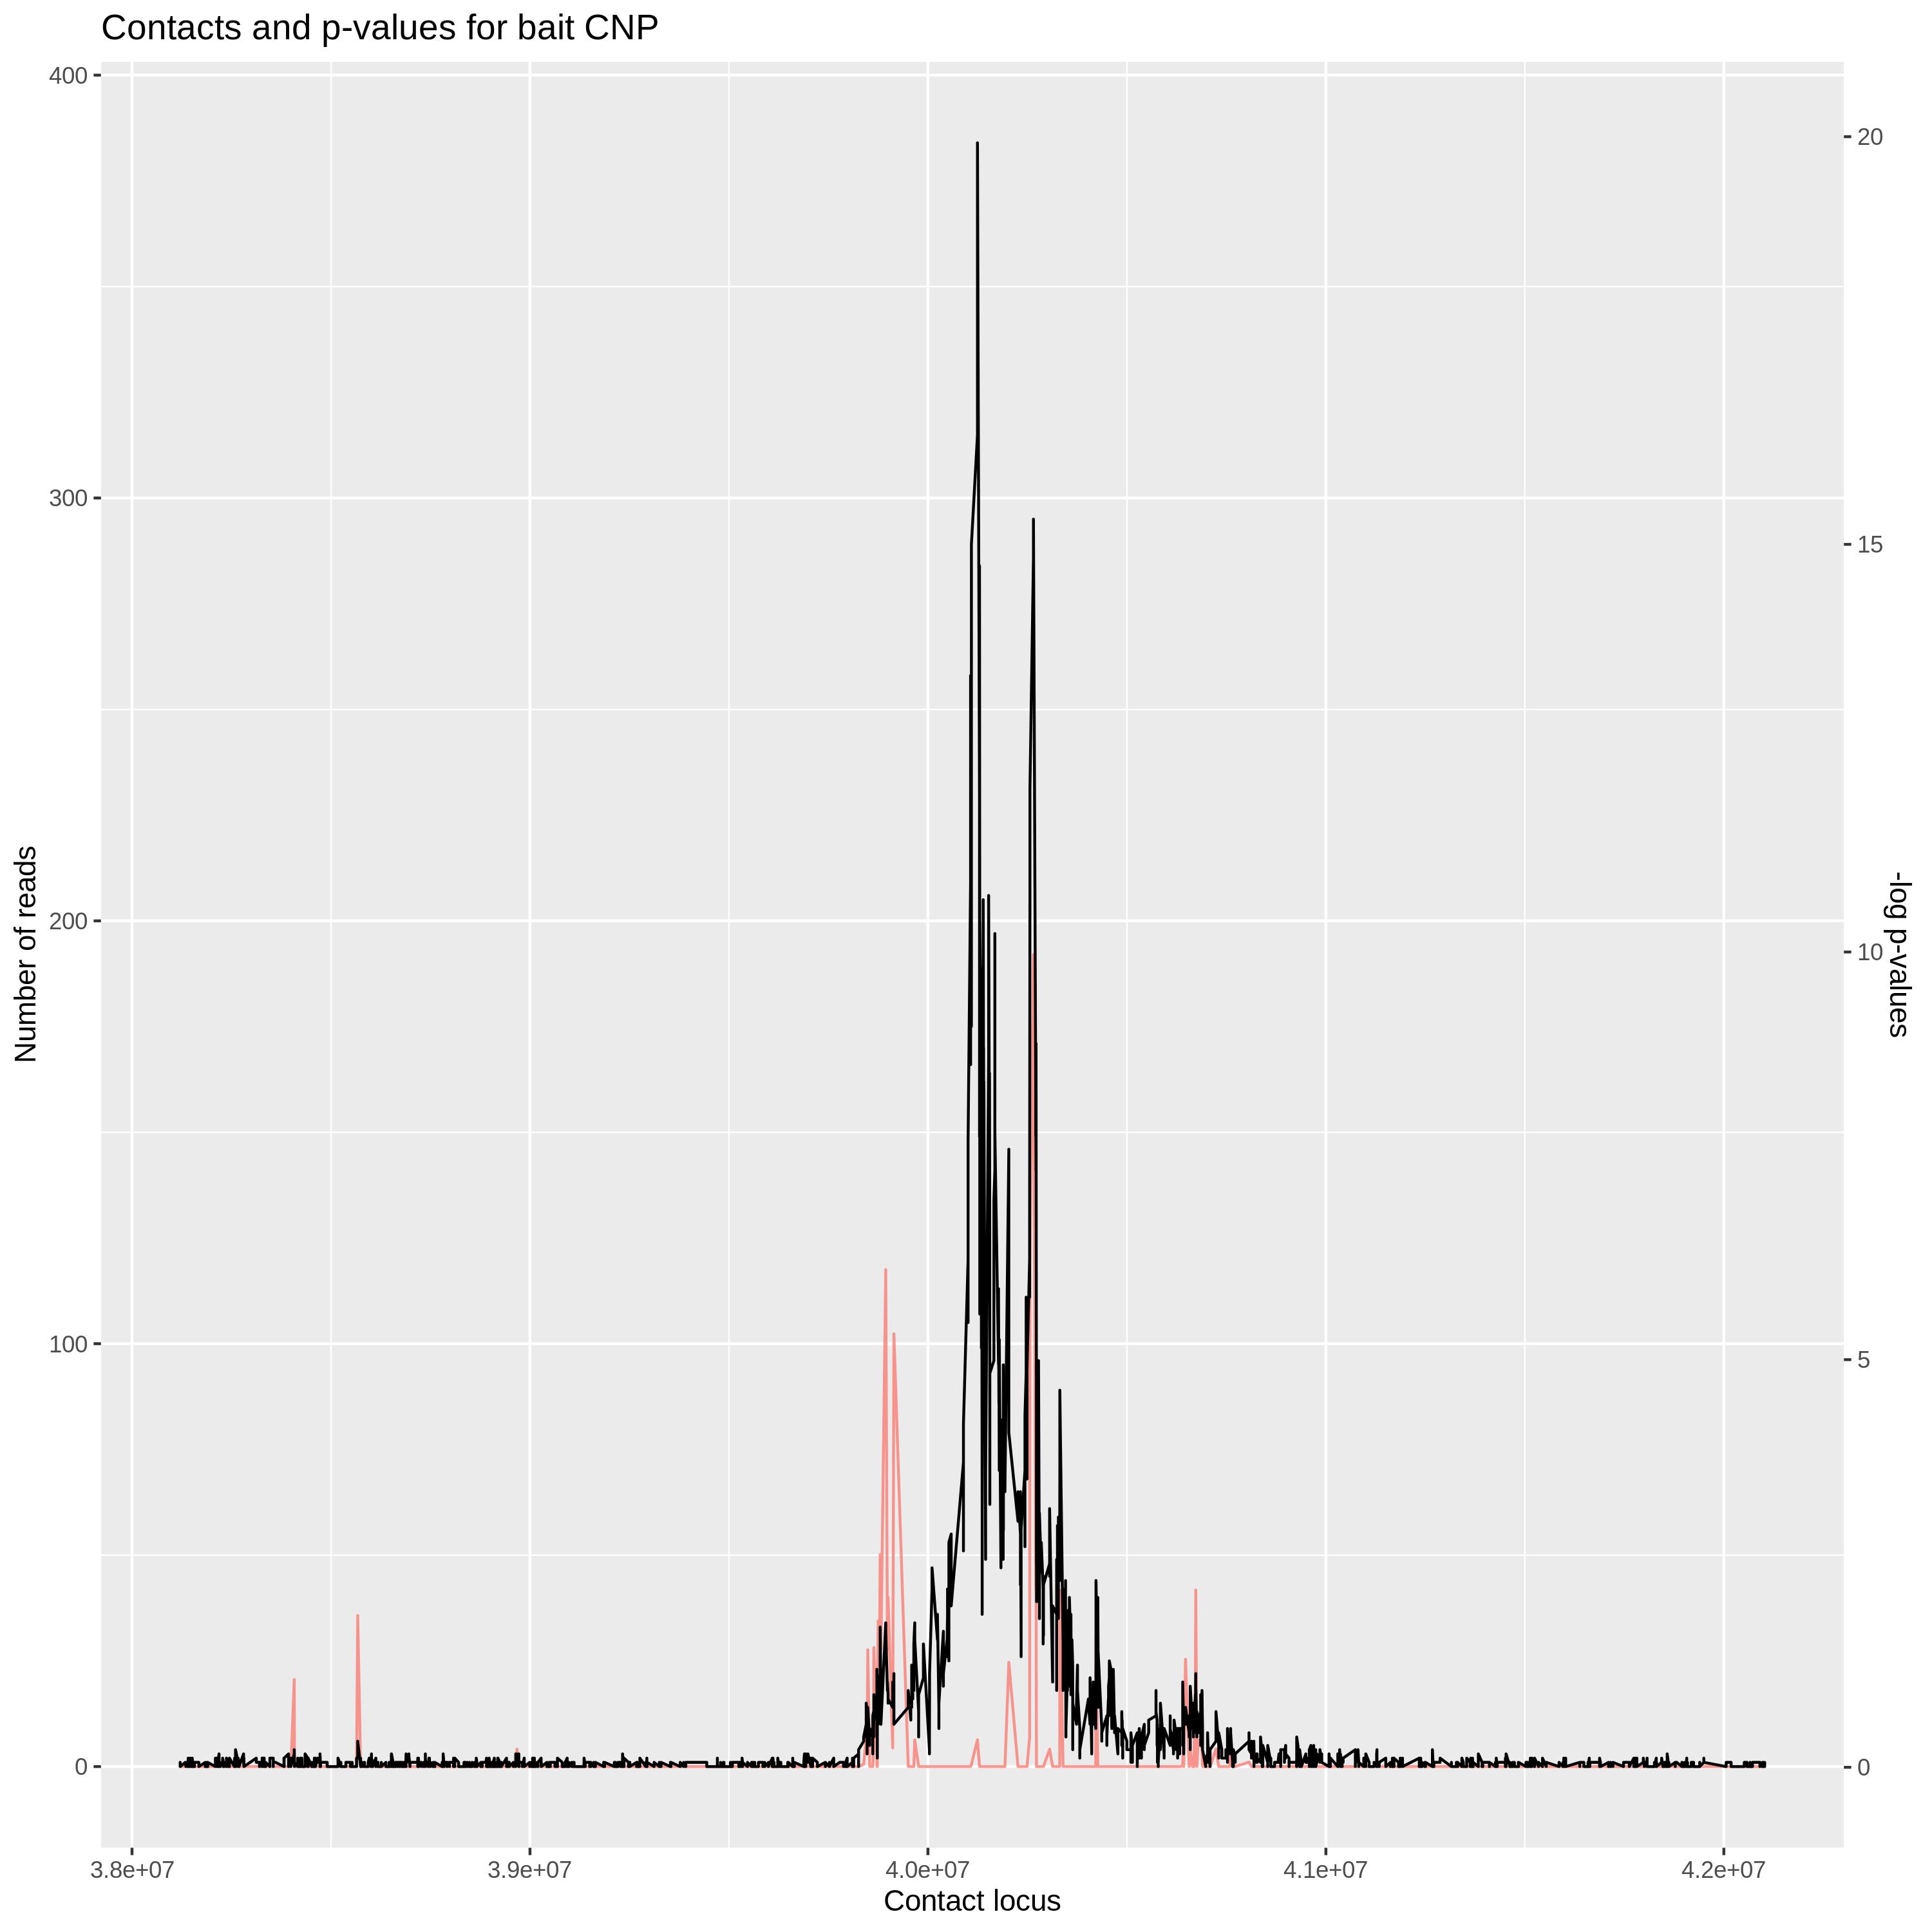 Contacts and p-values for bait CNP
400
300
200
100
0
Number of reads
20
15
10
5
0
-log p-values
3.8e+07
3.9e+07
4.0e+07
4.1e+07
4.2e+07
Contact locus